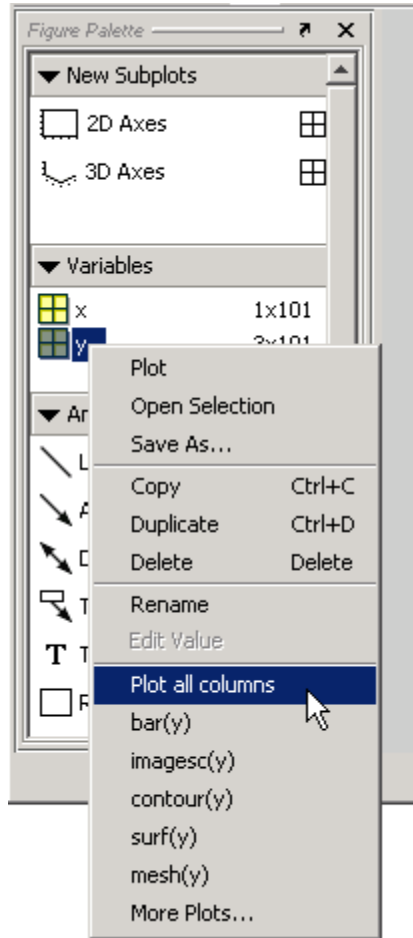 Figure Palette
New Subplots
2D Axes
3D Axes
Variables
x 1x101
y 3x101
Plot
Open Selection
Save As...
Copy Ctrl+C
Duplicate Ctrl+D
Delete Delete
Rename
Edit Value
Plot all columns
bar(y)
imagesc(y)
contour(y)
surf(y)
mesh(y)
More Plots...
T